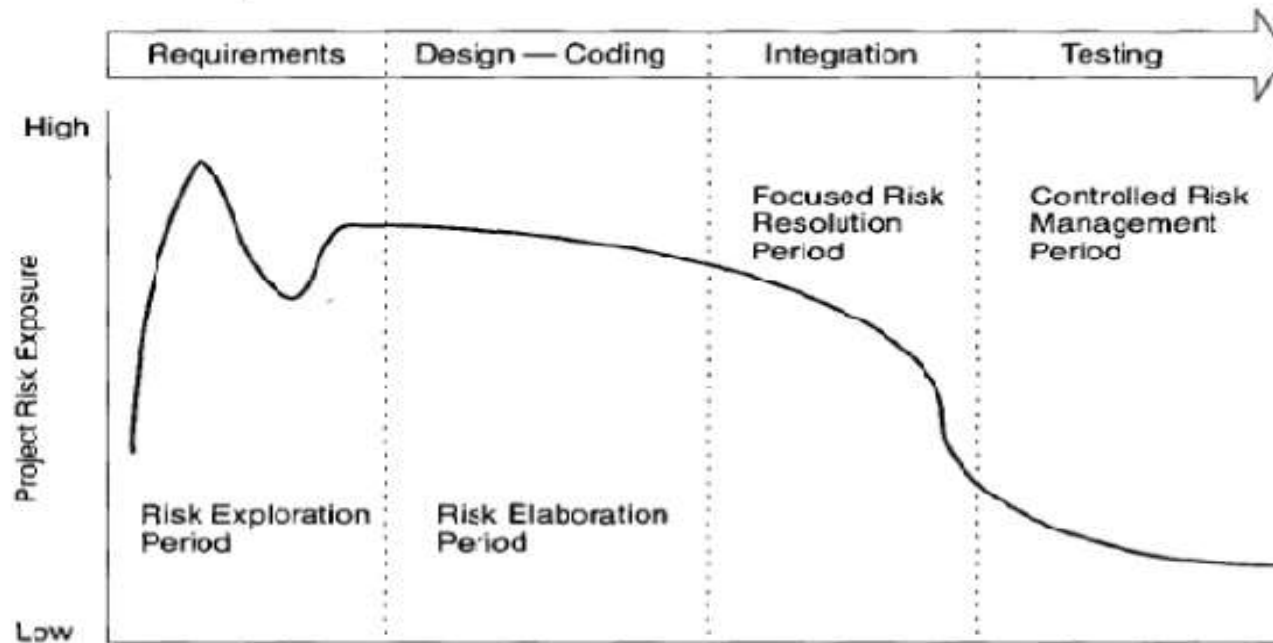 Requirements
Design — Coding
Integration
Testing
High
Focused Risk
Resolution
Period
Controlled Risk
Management
Period
Project Risk Exposure
Risk Exploration
Period
Risk Elaboration
Period
Low